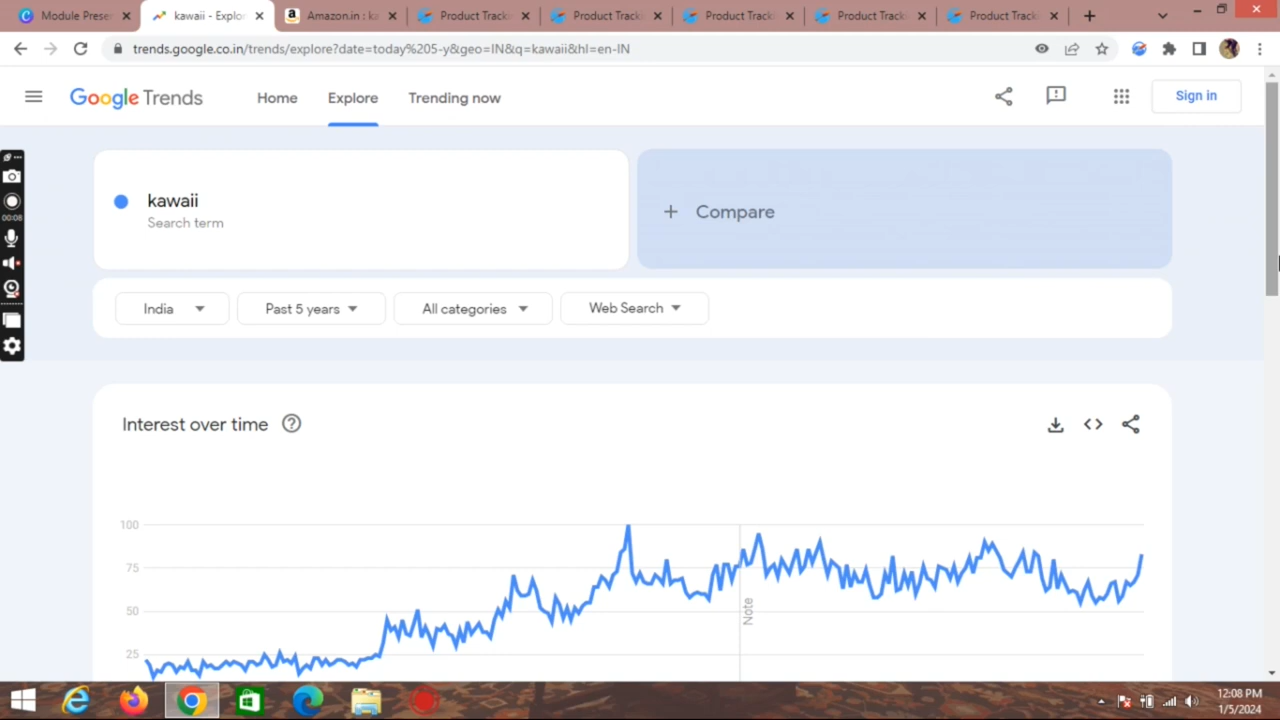 Module Prese
kawaii - Explo
Amazon.in : ka
Product Track
Product Track
Product Track
Product Track
Product Track
trends.google.co.in/trends/explore?date=today%205-y&geo=IN&q=kawaii&hl=en-IN
Google Trends
Home
Explore
Trending now
Sign in
kawaii
Search term
+ Compare
India
Past 5 years
All categories
Web Search
00:08
Interest over time
100
75
50
25
Note
12:08 PM
1/5/2024